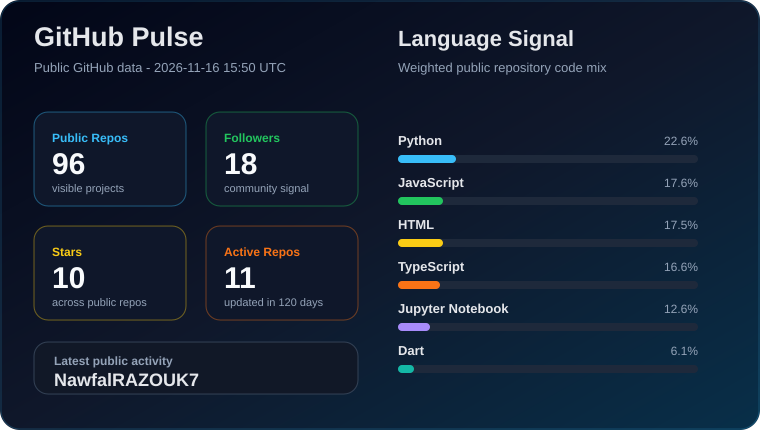 GitHub Pulse
Public GitHub data - 2026-11-16 15:50 UTC
Public Repos
96
visible projects
Followers
18
community signal
Stars
10
across public repos
Active Repos
11
updated in 120 days
Latest public activity
NawfalRAZOUK7
Language Signal
Weighted public repository code mix
Python 22.6%
JavaScript 17.6%
HTML 17.5%
TypeScript 16.6%
Jupyter Notebook 12.6%
Dart 6.1%